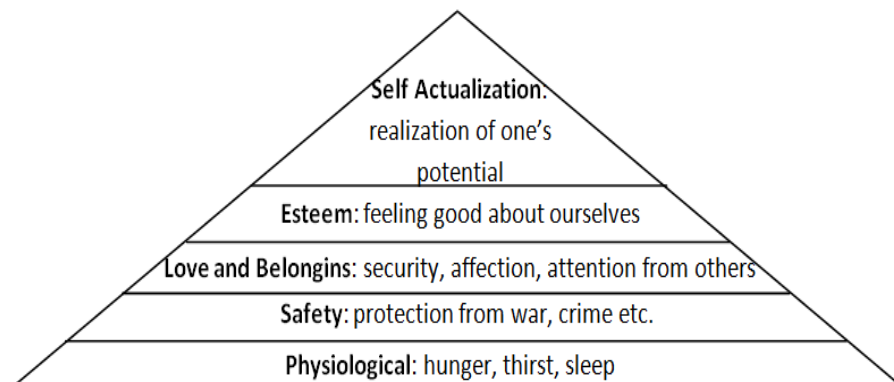 Self Actualization:
realization of one's
potential
Esteem: feeling good about ourselves
Love and Belongins: security, affection, attention from others
Safety: protection from war, crime etc.
Physiological: hunger, thirst, sleep